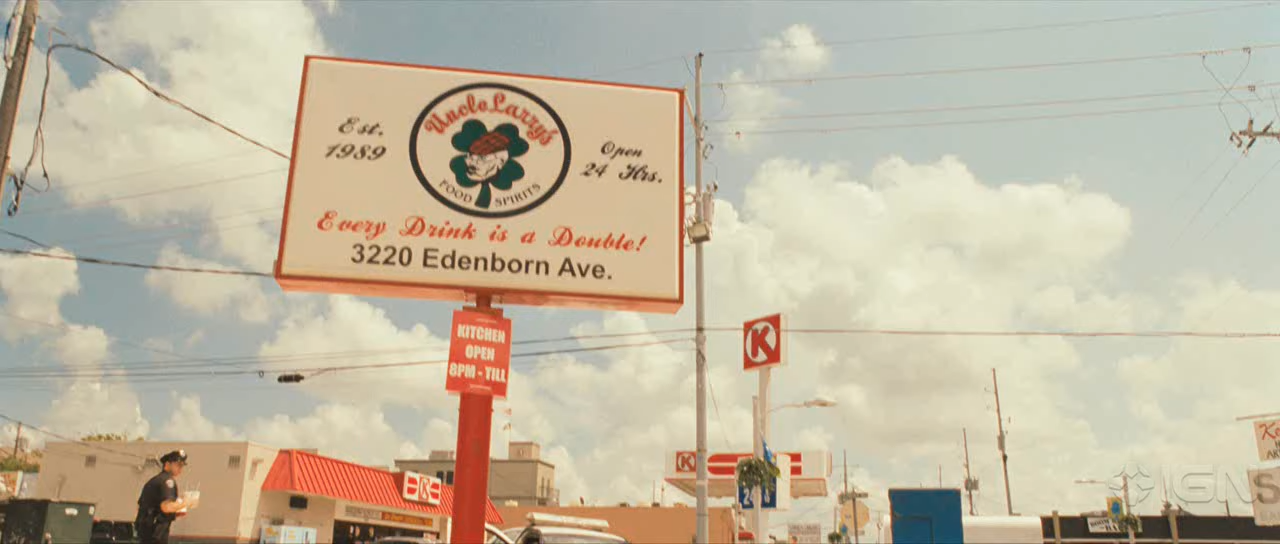 Uncle Larry's
Est.
1989
Open
24 Hrs.
FOOD SPIRITS
Every Drink is a Double!
3220 Edenborn Ave.
KITCHEN
OPEN
8PM - TILL
K
K
K
24
IGN